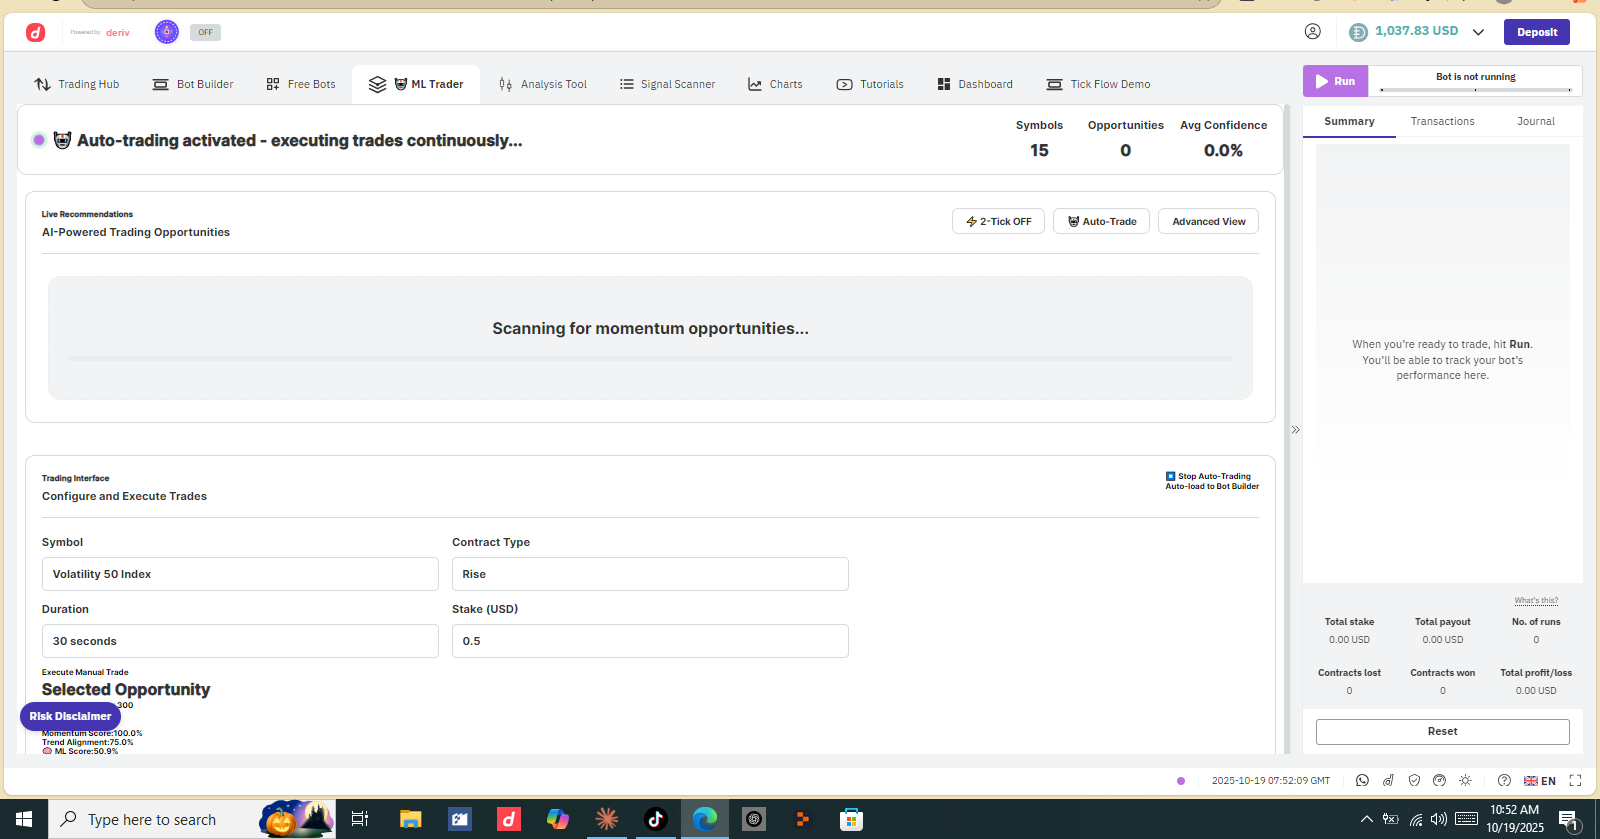 Powered by deriv
OFF
1,037.83 USD
Deposit
Trading Hub
Bot Builder
Free Bots
ML Trader
Analysis Tool
Signal Scanner
Charts
Tutorials
Dashboard
Tick Flow Demo
Run
Bot is not running
Auto-trading activated - executing trades continuously...
Symbols
15
Opportunities
0
Avg Confidence
0.0%
Summary
Transactions
Journal
Live Recommendations
AI-Powered Trading Opportunities
2-Tick OFF
Auto-Trade
Advanced View
Scanning for momentum opportunities...
When you're ready to trade, hit Run.
You'll be able to track your bot's
performance here.
Trading Interface
Configure and Execute Trades
Stop Auto-Trading
Auto-load to Bot Builder
Symbol
Volatility 50 Index
Contract Type
Rise
Duration
30 seconds
Stake (USD)
0.5
Execute Manual Trade
Selected Opportunity
300
Risk Disclaimer
Momentum Score:100.0%
Trend Alignment:75.0%
ML Score:50.9%
What's this?
Total stake
0.00 USD
Total payout
0.00 USD
No. of runs
0
Contracts lost
0
Contracts won
0
Total profit/loss
0.00 USD
Reset
2025-10-19 07:52:09 GMT
EN
Type here to search
10:52 AM
10/19/2025
1